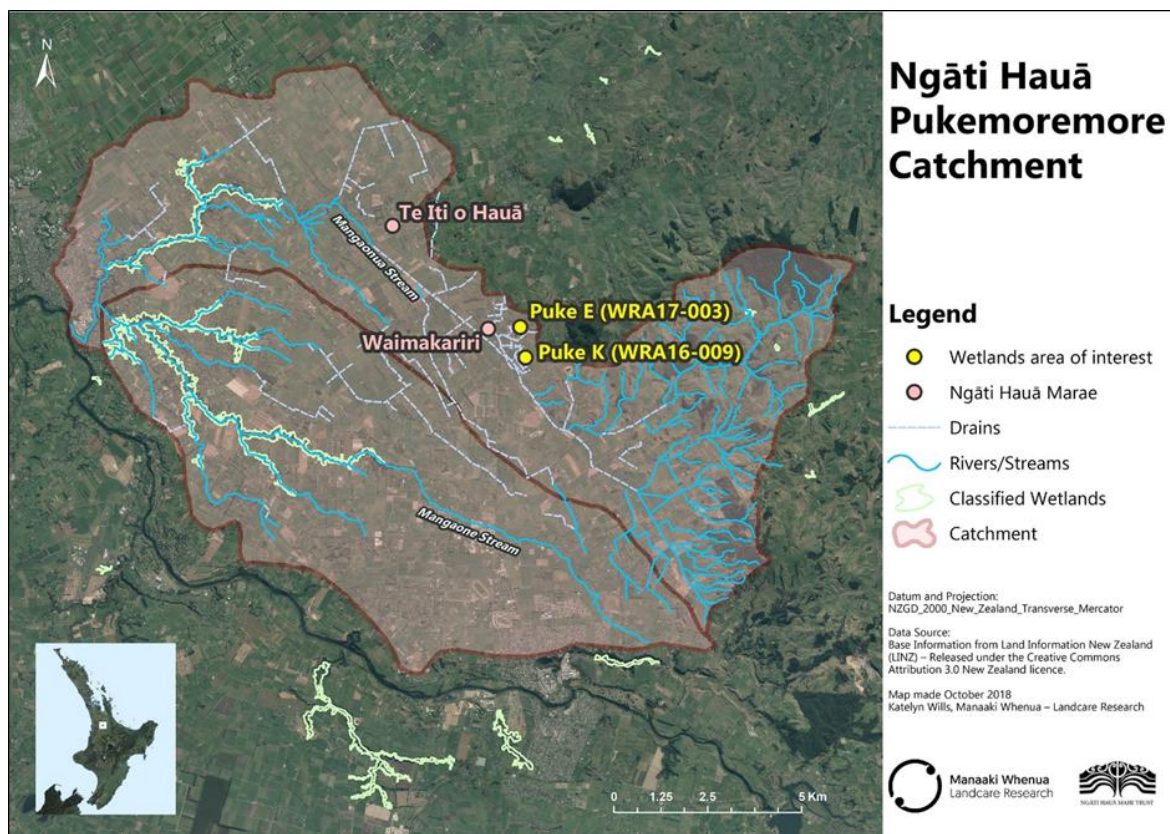 N
Te Iti o Hauā
Mangaonua Stream
Puke E (WRA17-003)
Waimakariri
Puke K (WRA16-009)
Mangaone Stream
0 1.25 2.5 5 Km
Ngāti Hauā
Pukemoremore
Catchment
Legend
Wetlands area of interest
Ngāti Hauā Marae
Drains
Rivers/Streams
Classified Wetlands
Catchment
Datum and Projection:
NZGD_2000_New_Zealand_Transverse_Mercator
Data Source:
Base Information from Land Information New Zealand
(LINZ) – Released under the Creative Commons
Attribution 3.0 New Zealand licence.
Map made October 2018
Katelyn Wills, Manaaki Whenua – Landcare Research
Manaaki Whenua
Landcare Research
NGĀTI HAUĀ MAHI TRUST